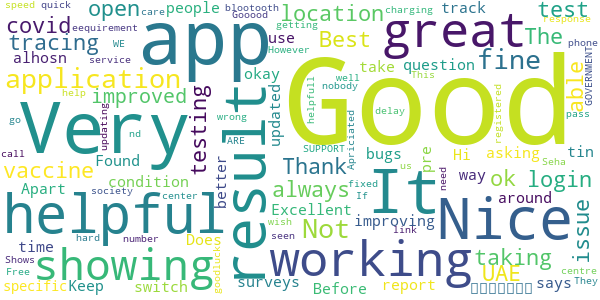 speed quick
care
open people
location
track
test
response
covid
app
great
blootooth
getting
charging
eequirement
WE
tracing alhosn
use
Best
The
fine
However
take
question
phone
application
service
okay
This
able
GOVERNMENT
help
improved
testing
result
updated
Good
helpfull
well
nobody
delay
registered
pass
go
Very
updating
wrong
nd
ARE
SUPPORT
Apriciated
bugs
Hi
asking
tin
call
Found
Thank
pre
way
Seha
vaccine
condition
better
always
It
ok
login
Apart
society
center
fixed
us
need
around
helpful
Excellent
If
Nice
issue
hard
number
wish
Not
improving
link
time
Does
goodlucks
seen
working
taking
UAE
Shows
showing
says
They
Free
specific
Keep
switch
surveys
Before
report
centre